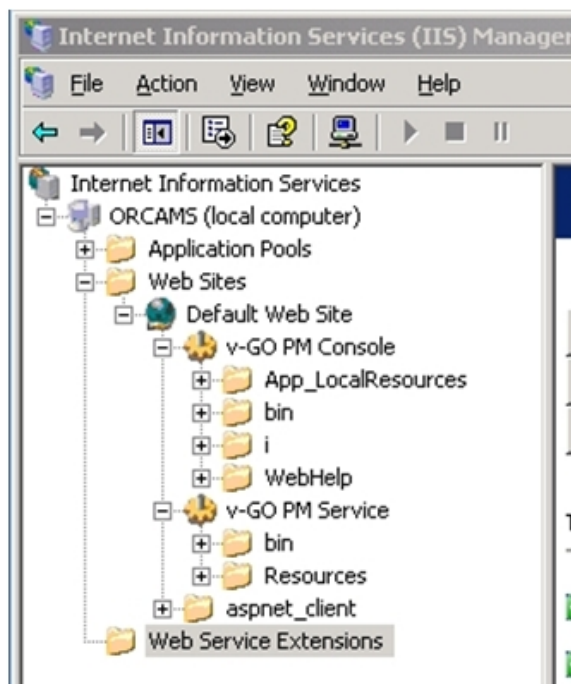 Internet Information Services (IIS) Manager
File Action View Window Help
Internet Information Services
ORCAMS (local computer)
Application Pools
Web Sites
Default Web Site
v-GO PM Console
App_LocalResources
bin
i
WebHelp
v-GO PM Service
bin
Resources
aspnet_client
Web Service Extensions